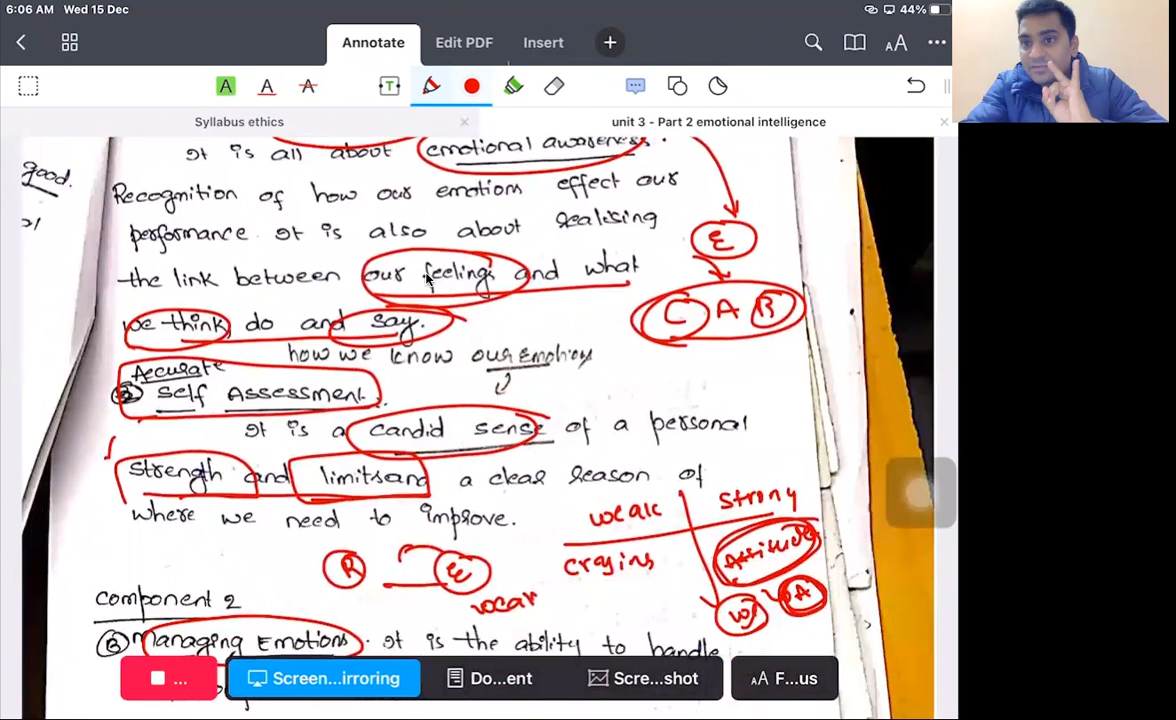 6:06 AM Wed 15 Dec
44%
Annotate
Edit PDF
Insert
Syllabus ethics
unit 3 - Part 2 emotional intelligence
It is all about emotional awareness.
good.
Recognition of how our emotions effect our
performance. It is also about realising
the link between our feelings and what
we think do and say.
E
C A B
how we know our emotions
Accurate
② self Assessment.
It is a candid sense of a personal
strength and limits and a clear
of
where we need to improve.
weak strong
crying Attitude
R E
W A
component 2
Ⓑ Managing Emotions. It is the ability to handle
... Screen...irroring Do...ent Scre...shot F...us